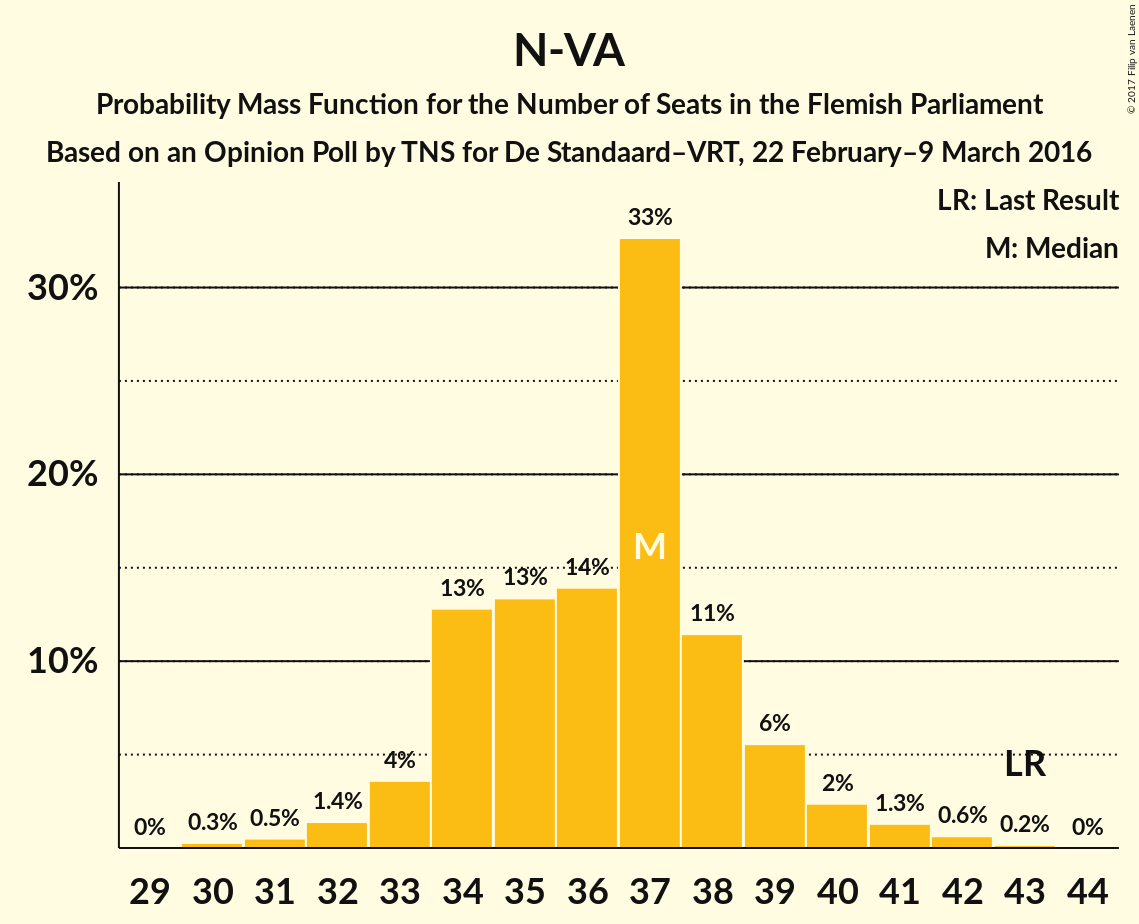 © 2017 Filip van Laenen
N-VA
Probability Mass Function for the Number of Seats in the Flemish Parliament
Based on an Opinion Poll by TNS for De Standaard–VRT, 22 February–9 March 2016
LR: Last Result
M: Median
30%
20%
10%
0%
0.3%
0.5%
1.4%
4%
13%
13%
14%
33%
M
11%
6%
2%
1.3%
0.6%
LR
0.2%
0%
29 30 31 32 33 34 35 36 37 38 39 40 41 42 43 44